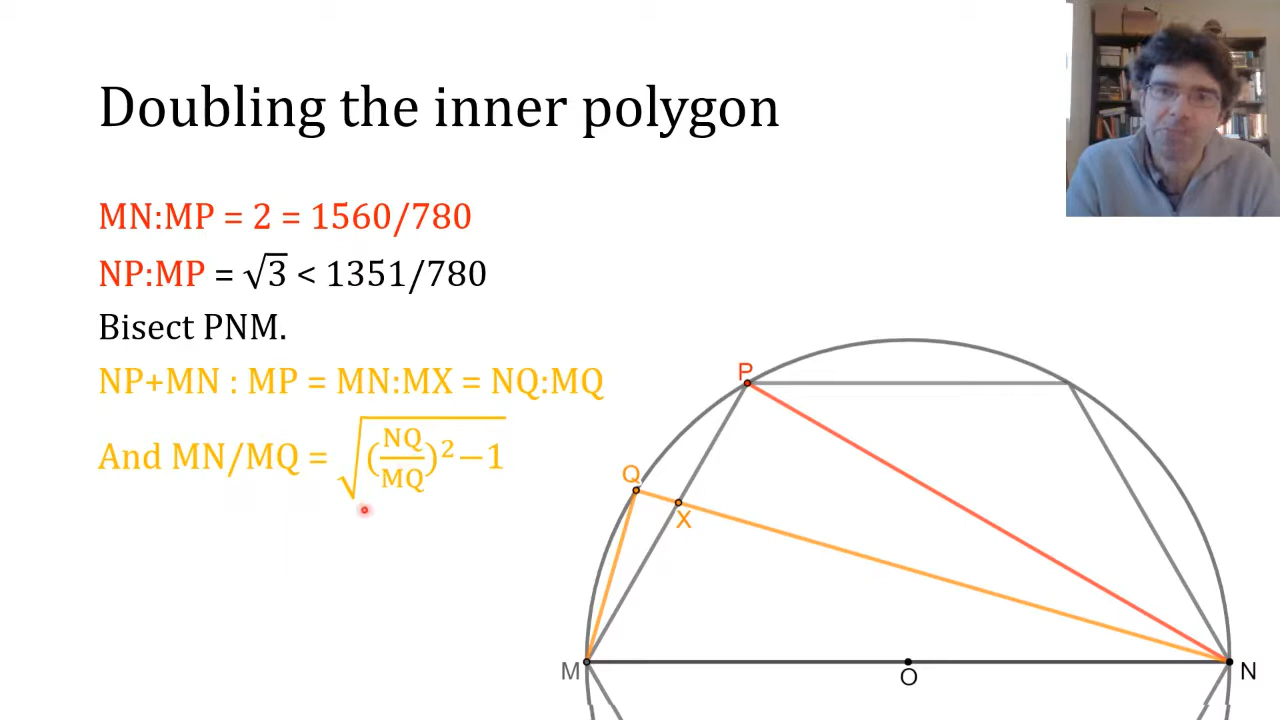 Doubling the inner polygon
MN:MP = 2 = 1560/780
NP:MP = √3 < 1351/780
Bisect PNM.
NP+MN : MP = MN:MX = NQ:MQ
And MN/MQ = √((NQ/MQ)²−1)
P
Q
X
M
O
N